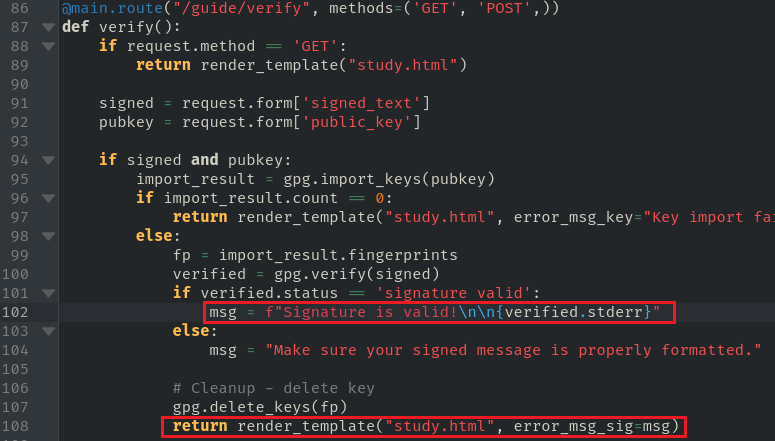 86 @main.route("/guide/verify", methods=('GET', 'POST',))
87 def verify():
88     if request.method == 'GET':
89         return render_template("study.html")
90
91     signed = request.form['signed_text']
92     pubkey = request.form['public_key']
93
94     if signed and pubkey:
95         import_result = gpg.import_keys(pubkey)
96         if import_result.count == 0:
97             return render_template("study.html", error_msg_key="Key import fai
98         else:
99             fp = import_result.fingerprints
100             verified = gpg.verify(signed)
101             if verified.status == 'signature valid':
102                 msg = f"Signature is valid!\n\n{verified.stderr}"
103             else:
104                 msg = "Make sure your signed message is properly formatted."
105
106             # Cleanup - delete key
107             gpg.delete_keys(fp)
108             return render_template("study.html", error_msg_sig=msg)